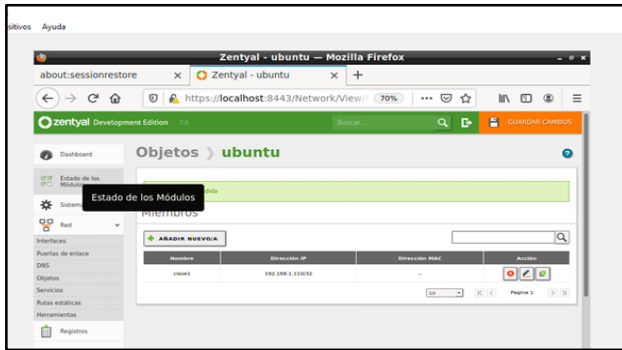 sitivos Ayuda
Zentyal - ubuntu — Mozilla Firefox
about:sessionrestore
Zentyal - ubuntu
https://localhost:8443/Network/View/
70%
zentyal Development Edition 7.0
Buscar...
GUARDAR CAMBIOS
Dashboard
Objetos
ubuntu
Estado de los
Módulos
Estado de los Módulos
Sistema
Miembros
Red
Interfaces
AÑADIR NUEVO/A
Puertas de enlace
DNS
Nombre Dirección IP Dirección MAC Acción
Objetos
192.168.1.110/32 --
Servicios
10 Página 1
Rutas estáticas
Herramientas
Registros